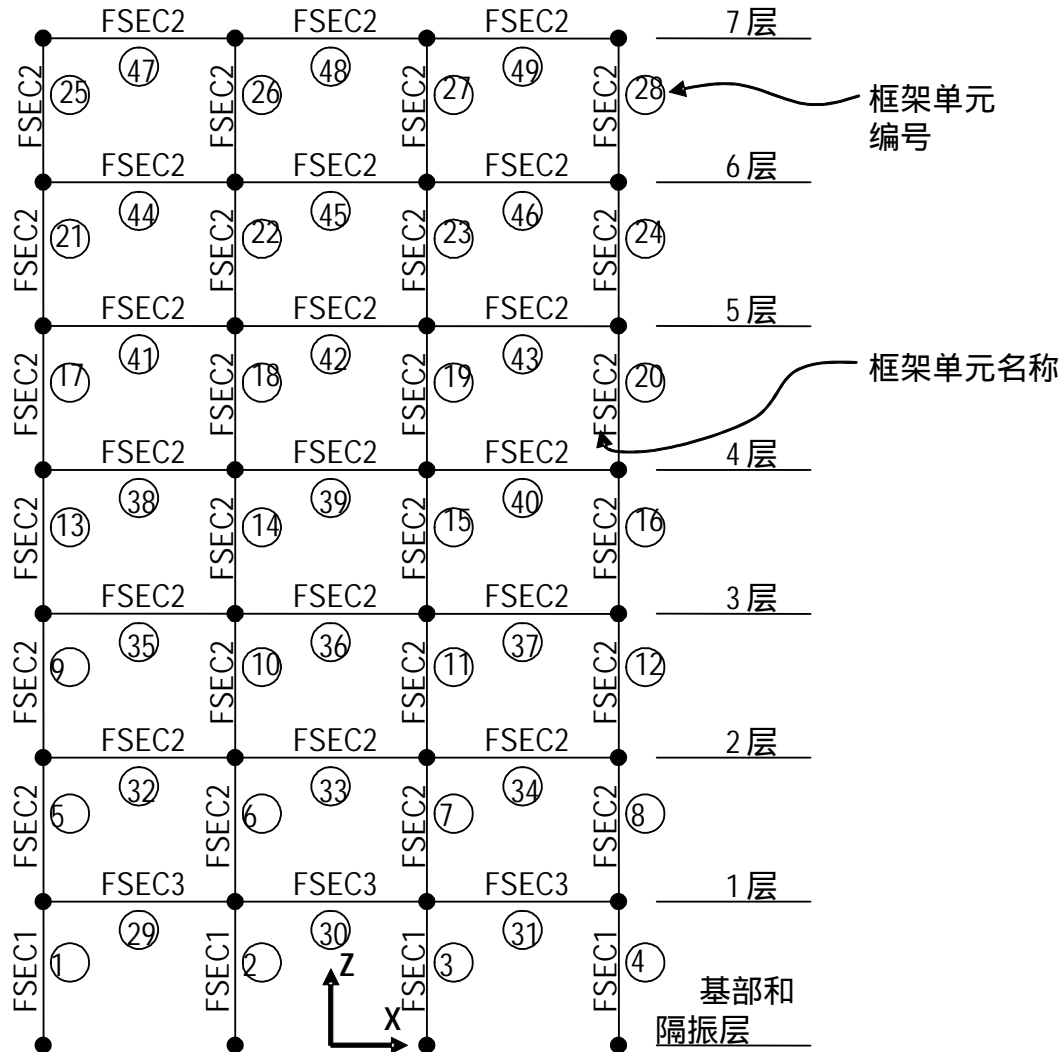 FSEC2 FSEC2 FSEC2 7层
FSEC2 25 47 FSEC2 26 48 FSEC2 27 49 FSEC2 28 框架单元
编号
FSEC2 FSEC2 FSEC2 6层
FSEC2 21 44 FSEC2 22 45 FSEC2 23 46 FSEC2 24
FSEC2 FSEC2 FSEC2 5层
FSEC2 17 41 FSEC2 18 42 FSEC2 19 43 FSEC2 20 框架单元名称
FSEC2 FSEC2 FSEC2 4层
FSEC2 13 38 FSEC2 14 39 FSEC2 15 40 FSEC2 16
FSEC2 FSEC2 FSEC2 3层
FSEC2 9 35 FSEC2 10 36 FSEC2 11 37 FSEC2 12
FSEC2 FSEC2 FSEC2 2层
FSEC2 5 32 FSEC2 6 33 FSEC2 7 34 FSEC2 8
FSEC3 FSEC3 FSEC3 1层
FSEC1 1 29 FSEC1 2 30 FSEC1 3 31 FSEC1 4
Z
X
基部和
隔振层